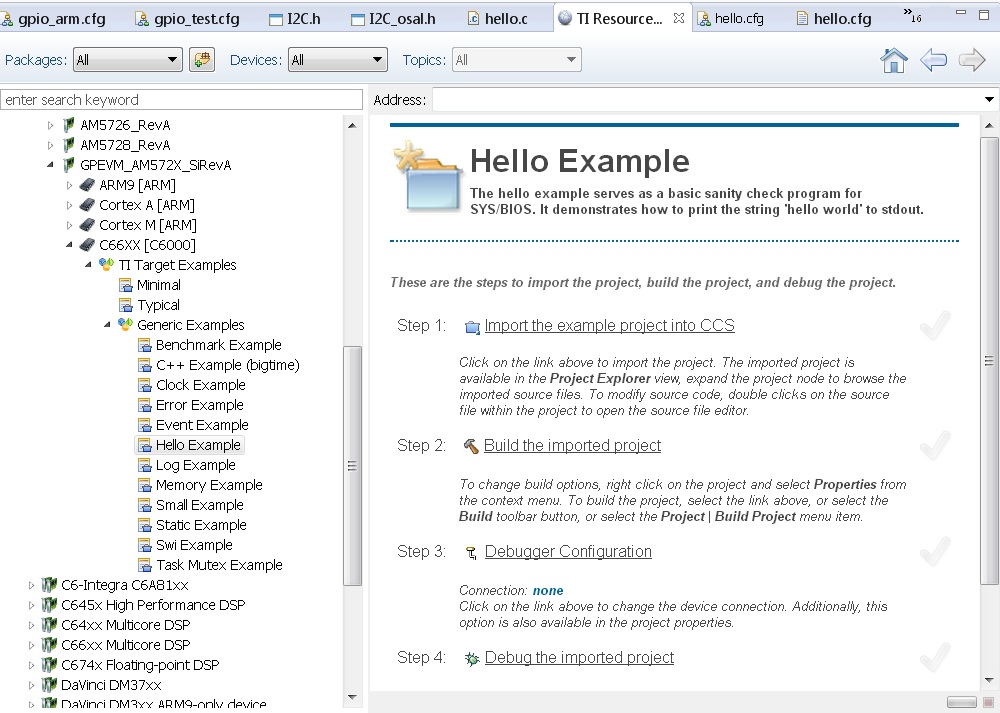 gpio_arm.cfg gpio_test.cfg I2C.h I2C_osal.h hello.c TI Resource... hello.cfg hello.cfg »16
Packages: All Devices: All Topics: All
enter search keyword
Address:
AM5726_RevA
AM5728_RevA
GPEVM_AM572X_SiRevA
ARM9 [ARM]
Cortex A [ARM]
Cortex M [ARM]
C66XX [C6000]
TI Target Examples
Minimal
Typical
Generic Examples
Benchmark Example
C++ Example (bigtime)
Clock Example
Error Example
Event Example
Hello Example
Log Example
Memory Example
Small Example
Static Example
Swi Example
Task Mutex Example
C6-Integra C6A81xx
C645x High Performance DSP
C64xx Multicore DSP
C66xx Multicore DSP
C674x Floating-point DSP
DaVinci DM37xx
DaVinci DM3xx ARM9-only device
Hello Example
The hello example serves as a basic sanity check program for
SYS/BIOS. It demonstrates how to print the string 'hello world' to stdout.
These are the steps to import the project, build the project, and debug the project.
Step 1: Import the example project into CCS
Click on the link above to import the project. The imported project is
available in the Project Explorer view, expand the project node to browse the
imported source files. To modify source code, double clicks on the source
file within the project to open the source file editor.
Step 2: Build the imported project
To change build options, right click on the project and select Properties from
the context menu. To build the project, select the link above, or select the
Build toolbar button, or select the Project | Build Project menu item.
Step 3: Debugger Configuration
Connection: none
Click on the link above to change the device connection. Additionally, this
option is also available in the project properties.
Step 4: Debug the imported project